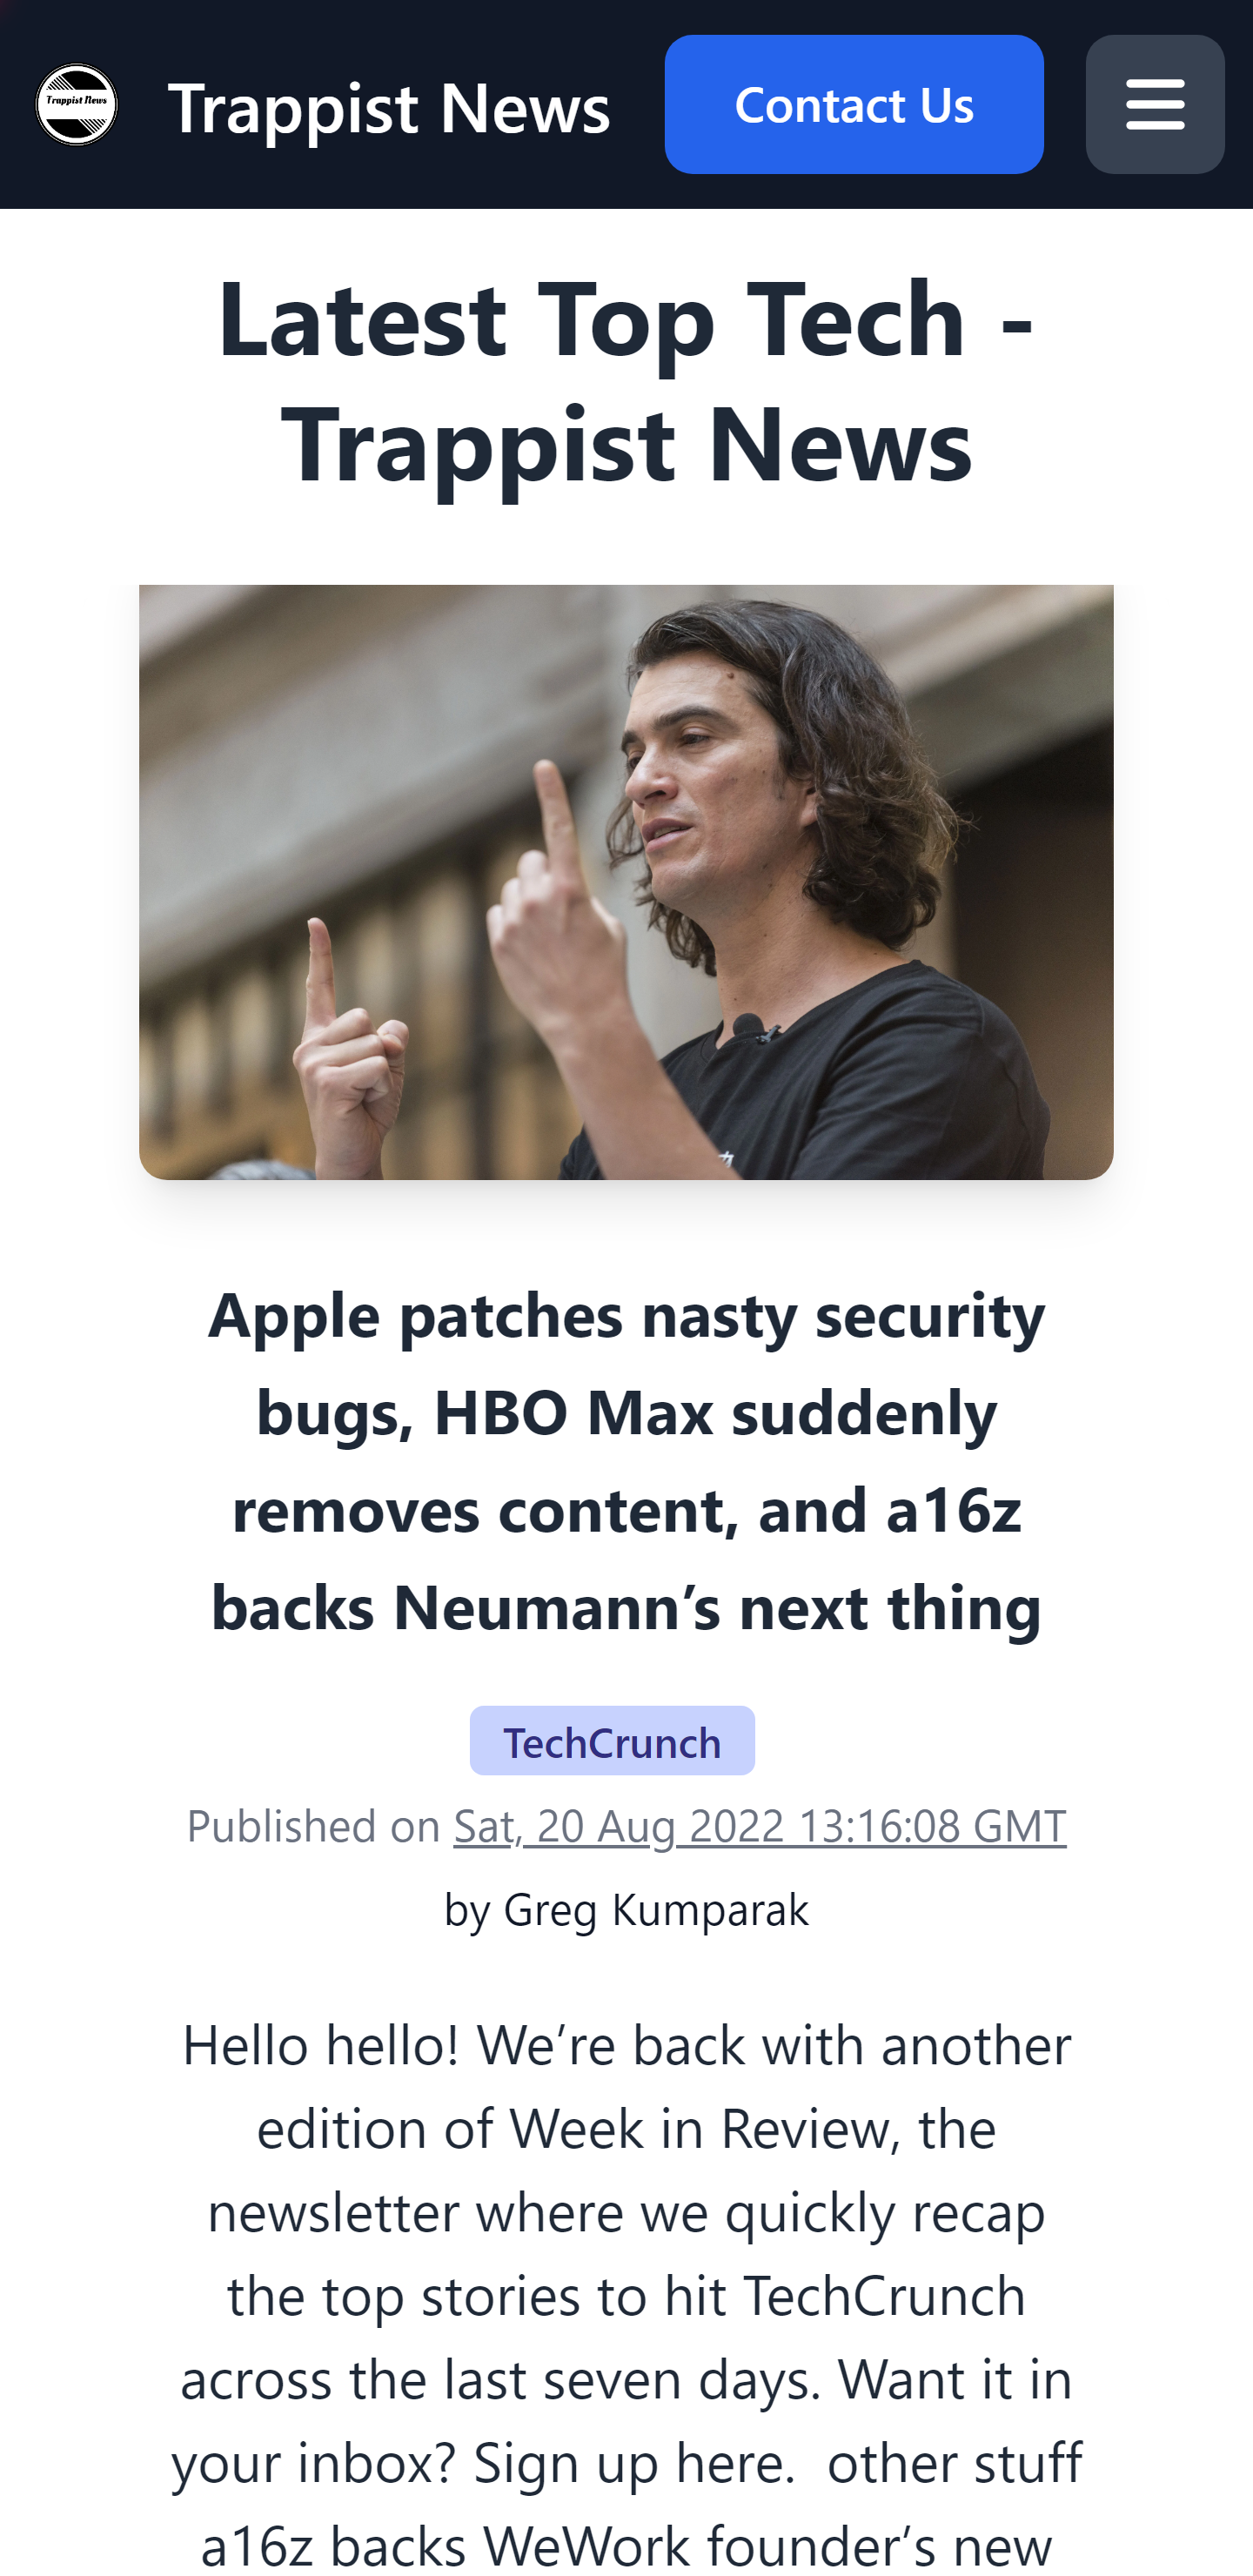 Trappist News
Trappist News
Contact Us
Latest Top Tech -
Trappist News
Apple patches nasty security
bugs, HBO Max suddenly
removes content, and a16z
backs Neumann’s next thing
TechCrunch
Published on Sat, 20 Aug 2022 13:16:08 GMT
by Greg Kumparak
Hello hello! We’re back with another
edition of Week in Review, the
newsletter where we quickly recap
the top stories to hit TechCrunch
across the last seven days. Want it in
your inbox? Sign up here.  other stuff
a16z backs WeWork founder’s new